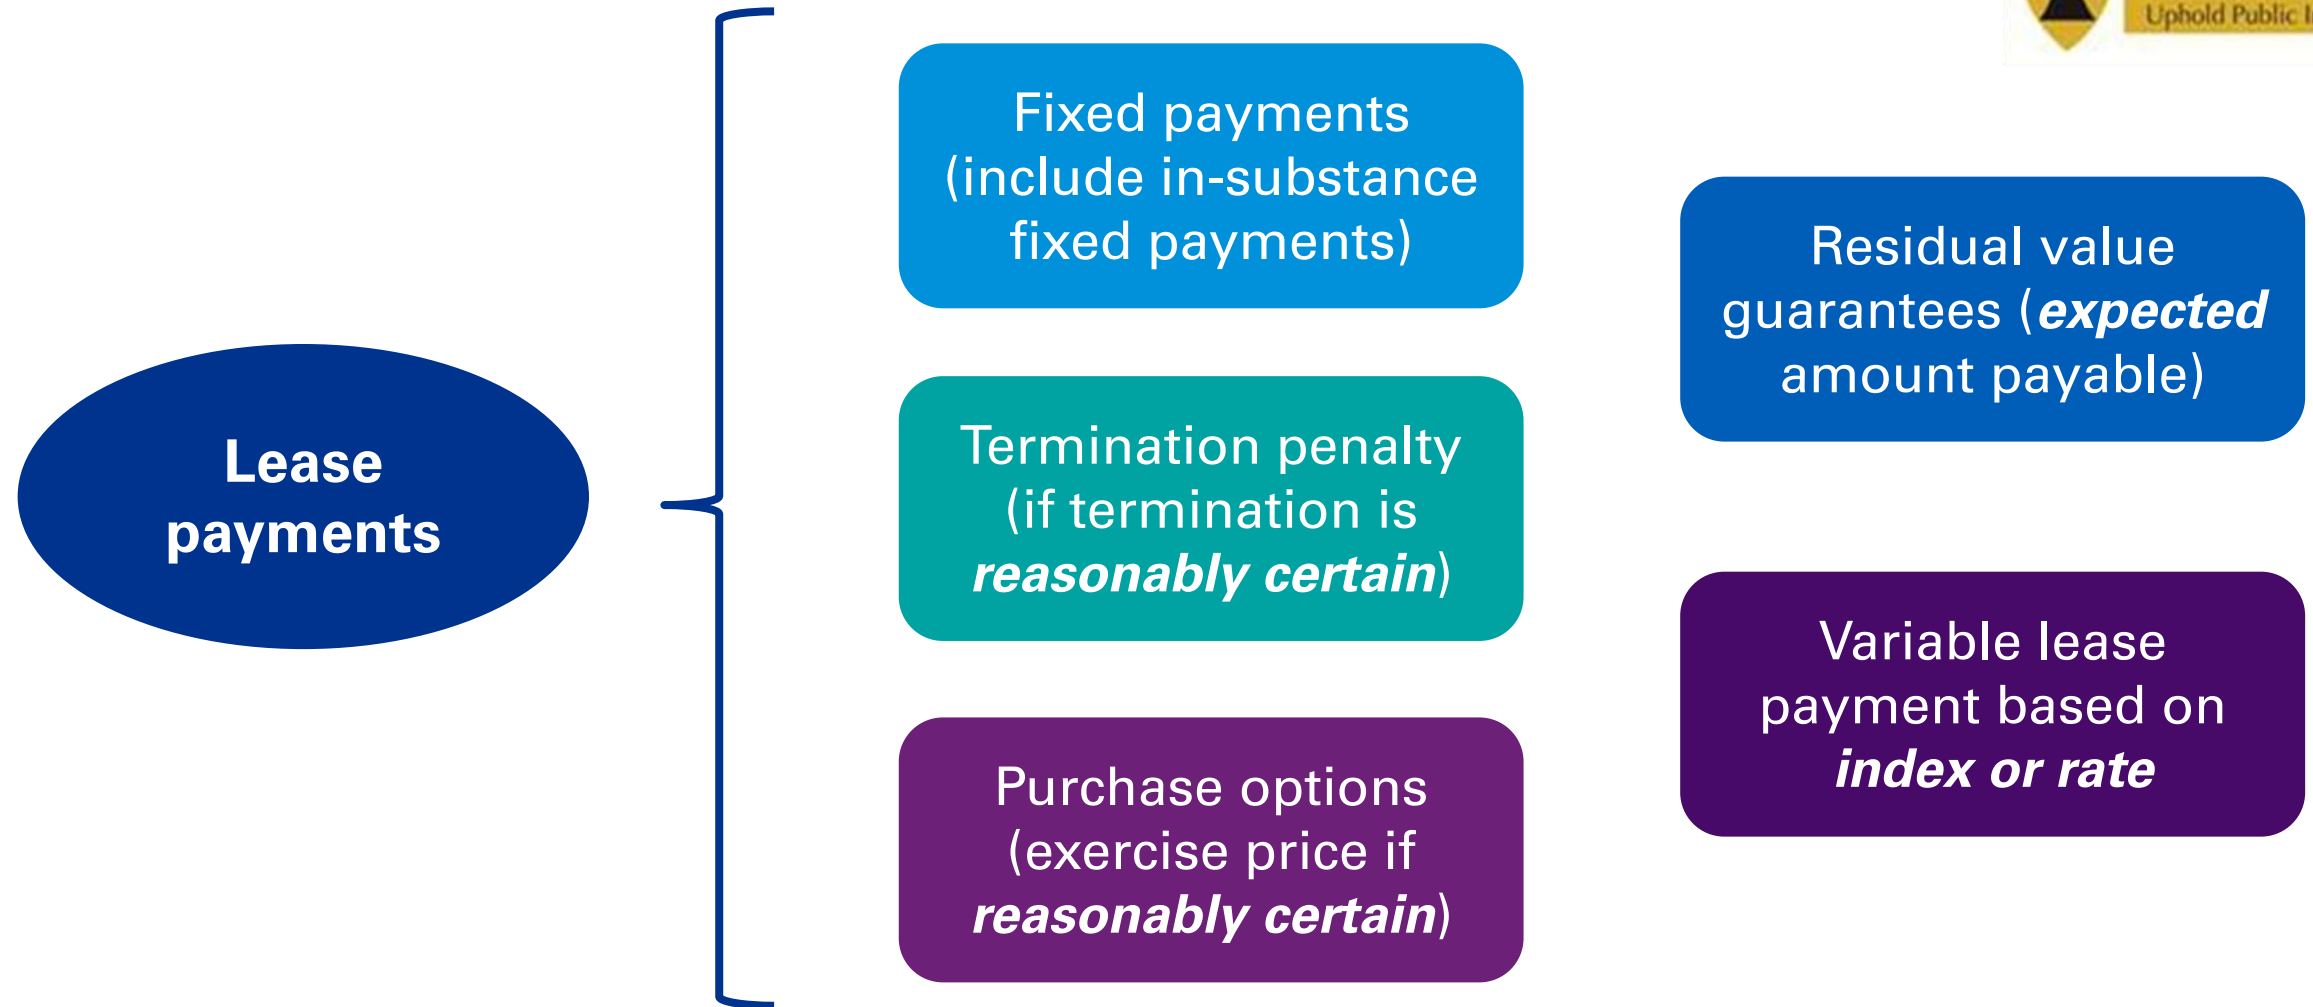 Uphold Public
Lease
payments
Fixed payments
(include in-substance
fixed payments)
Termination penalty
(if termination is
reasonably certain)
Purchase options
(exercise price if
reasonably certain)
Residual value
guarantees (expected
amount payable)
Variable lease
payment based on
index or rate